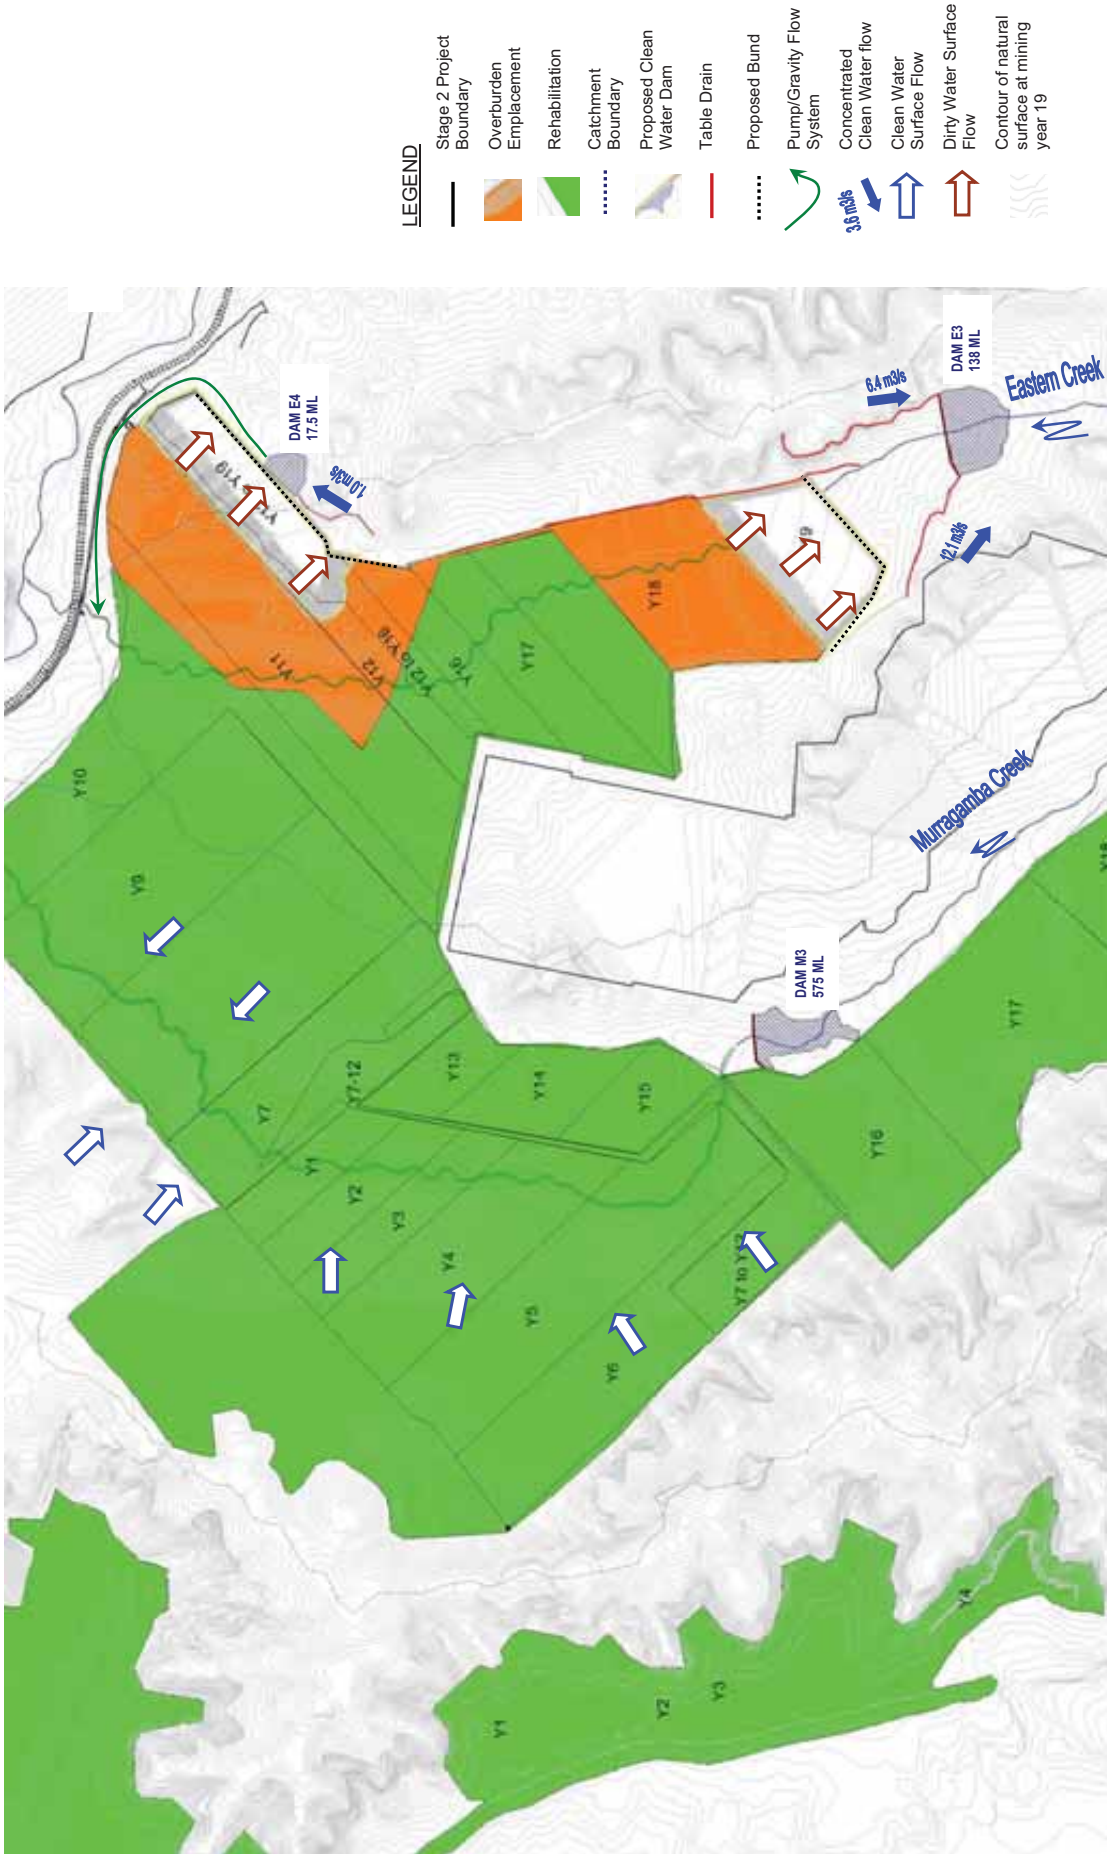 LEGEND
Stage 2 Project
Boundary
Overburden
Emplacement
Rehabilitation
Catchment
Boundary
Proposed Clean
Water Dam
Table Drain
Proposed Bund
Pump/Gravity Flow
System
3.6 m3/s
Concentrated
Clean Water flow
Clean Water
Surface Flow
Dirty Water Surface
Flow
Contour of natural
surface at mining
year 19
DAM E4
17.5 ML
1.0 m3/s
Y19
6.4 m3/s
DAM E3
138 ML
Eastern Creek
12.1 m3/s
Y18
Y11
Y12
Y12 to Y16
Y16
Y17
Y10
Y9
Murragamba Creek
DAM M3
575 ML
Y7
Y7-12
Y13
Y14
Y15
Y1
Y2
Y3
Y4
Y5
Y6
Y7 to
Y16
Y17
Y1
Y2
Y3
Y4